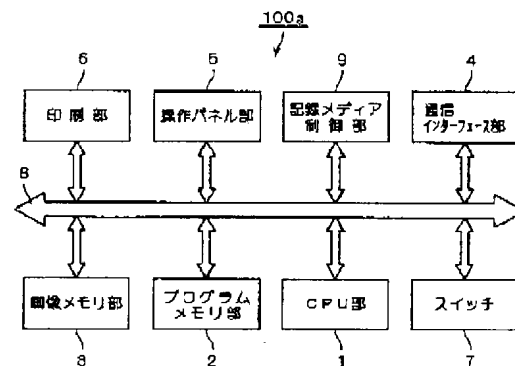 100a
6
5
9
4
印刷部
操作パネル部
記録メディア
制御部
通信
インターフェース部
8
画像メモリ部
プログラム
メモリ部
CPU部
スイッチ
3
2
1
7